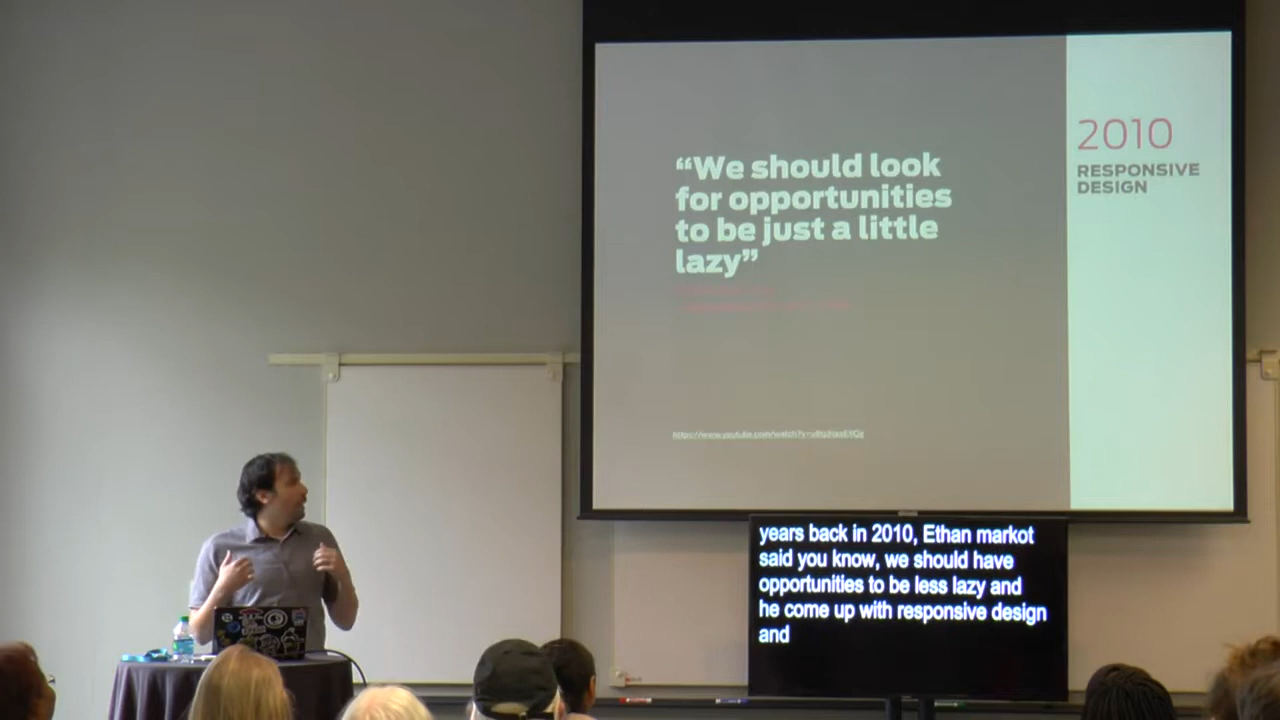 “We should look
for opportunities
to be just a little
lazy”
2010
RESPONSIVE
DESIGN
years back in 2010, Ethan markot
said you know, we should have
opportunities to be less lazy and
he come up with responsive design
and